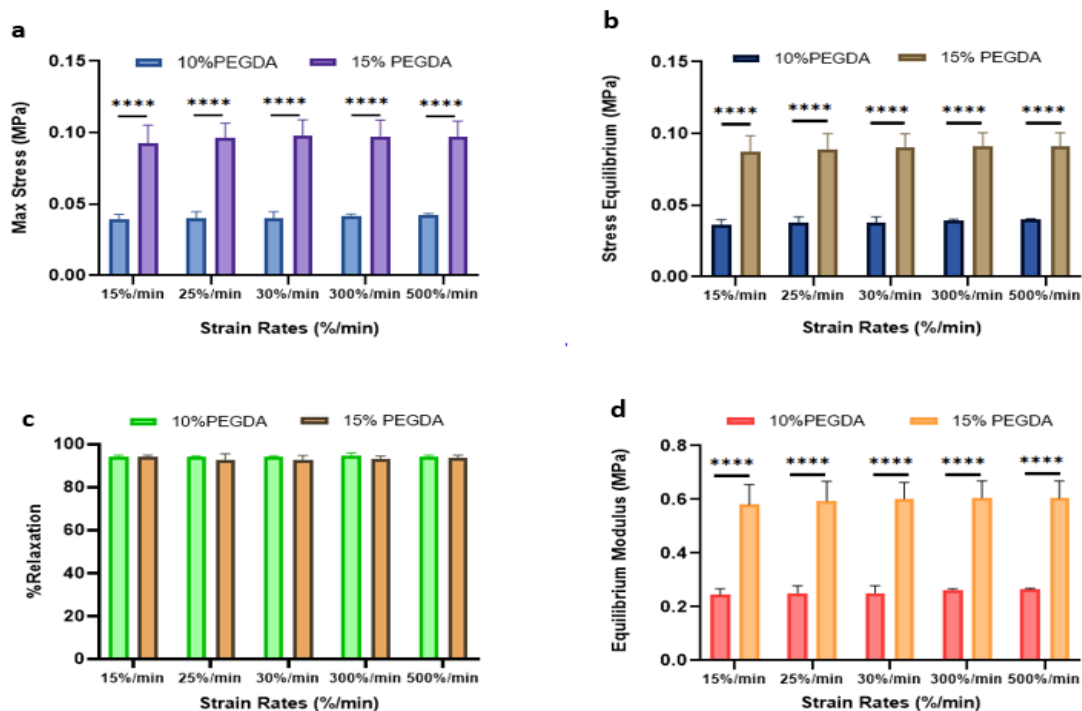 a
10%PEGDA 15% PEGDA
0.15
0.10
0.05
0.00
Max Stress (MPa)
**** **** **** **** ****
15%/min 25%/min 30%/min 300%/min 500%/min
Strain Rates (%/min)
b
10%PEGDA 15% PEGDA
0.15
0.10
0.05
0.00
Stress Equilibrium (MPa)
**** **** **** **** ****
15%/min 25%/min 30%/min 300%/min 500%/min
Strain Rates (%/min)
c
10%PEGDA 15% PEGDA
100
80
60
40
20
0
%Relaxation
15%/min 25%/min 30%/min 300%/min 500%/min
Strain Rates (%/min)
d
10%PEGDA 15% PEGDA
0.8
0.6
0.4
0.2
0.0
Equilibrium Modulus (MPa)
**** **** **** **** ****
15%/min 25%/min 30%/min 300%/min 500%/min
Strain Rates (%/min)